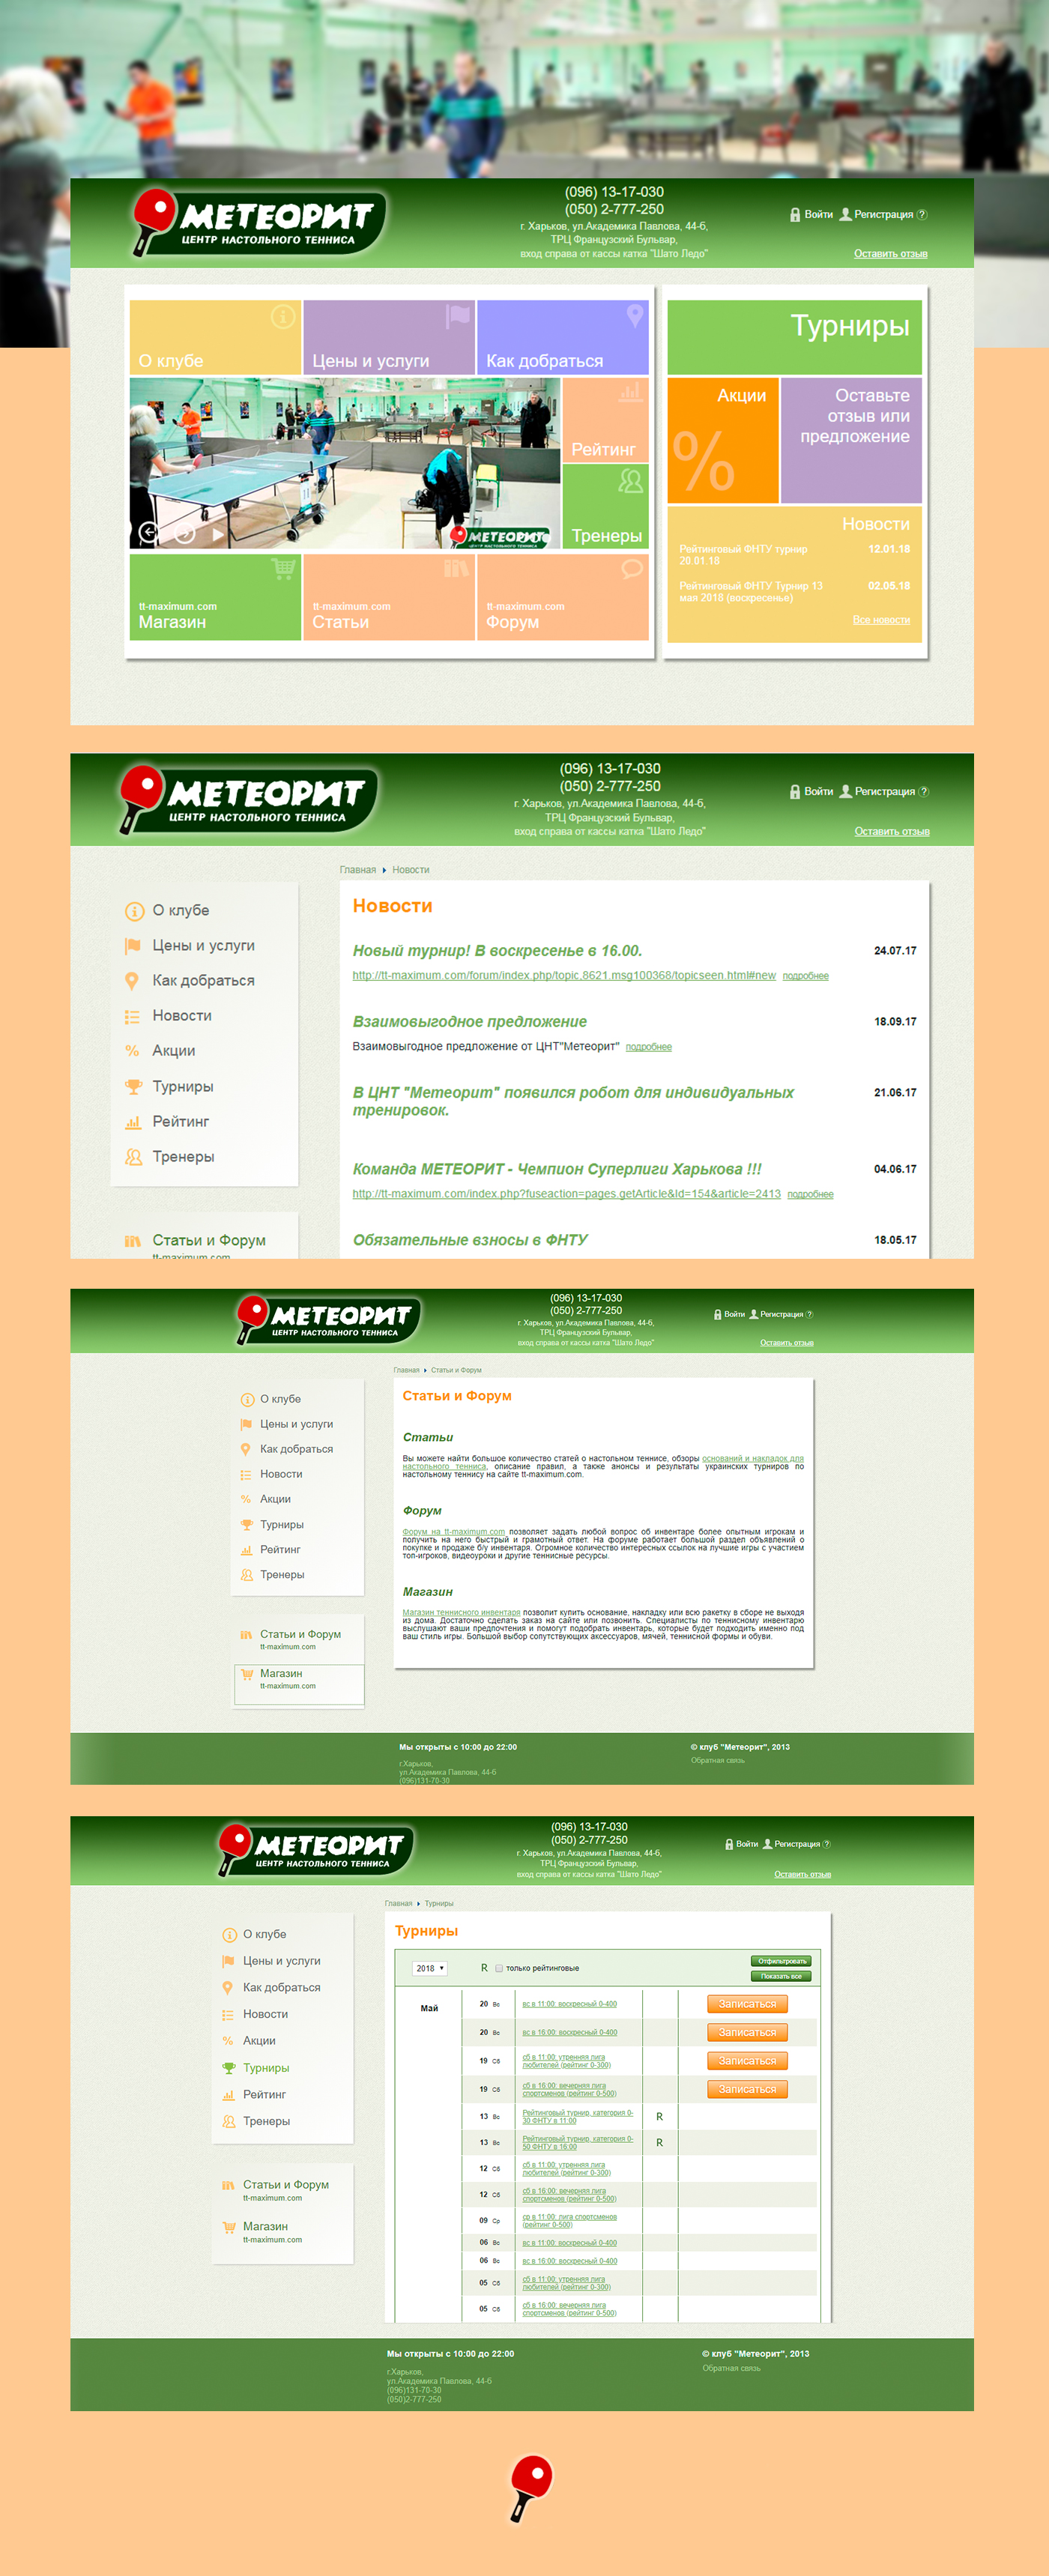 МЕТЕОРИТ
ЦЕНТР НАСТОЛЬНОГО ТЕННИСА
(096) 13-17-030
(050) 2-777-250
г. Харьков, ул.Академика Павлова, 44-б,
ТРЦ Французский Бульвар,
вход справа от кассы катка "Шато Ледо"
Войти Регистрация ?
Оставить отзыв
О клубе
Цены и услуги
Как добраться
Рейтинг
Тренеры
МЕТЕОРИТ
tt-maximum.com
Магазин
tt-maximum.com
Статьи
tt-maximum.com
Форум
Турниры
Акции
%
Оставьте
отзыв или
предложение
Новости
Рейтинговый ФНТУ турнир 12.01.18
20.01.18
Рейтинговый ФНТУ Турнир 13 02.05.18
мая 2018 (воскресенье)
Все новости
МЕТЕОРИТ
ЦЕНТР НАСТОЛЬНОГО ТЕННИСА
(096) 13-17-030
(050) 2-777-250
г. Харьков, ул.Академика Павлова, 44-б,
ТРЦ Французский Бульвар,
вход справа от кассы катка "Шато Ледо"
Войти Регистрация ?
Оставить отзыв
О клубе
Цены и услуги
Как добраться
Новости
% Акции
Турниры
Рейтинг
Тренеры
Статьи и Форум
tt-maximum.com
Главная Новости
Новости
Новый турнир! В воскресенье в 16.00. 24.07.17
http://tt-maximum.com/forum/index.php/topic,8621.msg100368/topicseen.html#new подробнее
Взаимовыгодное предложение 18.09.17
Взаимовыгодное предложение от ЦНТ"Метеорит" подробнее
В ЦНТ "Метеорит" появился робот для индивидуальных 21.06.17
тренировок.
Команда МЕТЕОРИТ - Чемпион Суперлиги Харькова !!! 04.06.17
http://tt-maximum.com/index.php?fuseaction=pages.getArticle&Id=154&article=2413 подробнее
Обязательные взносы в ФНТУ 18.05.17
МЕТЕОРИТ
ЦЕНТР НАСТОЛЬНОГО ТЕННИСА
(096) 13-17-030
(050) 2-777-250
г. Харьков, ул.Академика Павлова, 44-б,
ТРЦ Французский Бульвар,
вход справа от кассы катка "Шато Ледо"
Войти Регистрация ?
Оставить отзыв
О клубе
Цены и услуги
Как добраться
Новости
% Акции
Турниры
Рейтинг
Тренеры
Статьи и Форум
tt-maximum.com
Магазин
tt-maximum.com
Главная Статьи и Форум
Статьи и Форум
Статьи
Вы можете найти большое количество статей о настольном теннисе, обзоры оснований и накладок для
настольного тенниса, описание правил, а также анонсы и результаты украинских турниров по
настольному теннису на сайте tt-maximum.com.
Форум
Форум на tt-maximum.com позволяет задать любой вопрос об инвентаре более опытным игрокам и
получить на него быстрый и грамотный ответ. На форуме работает большой раздел объявлений о
покупке и продаже б/у инвентаря. Огромное количество интересных ссылок на лучшие игры с участием
топ-игроков, видеоуроки и другие теннисные ресурсы.
Магазин
Магазин теннисного инвентаря позволит купить основание, накладку или всю ракетку в сборе не выходя
из дома. Достаточно сделать заказ на сайте или позвонить. Специалисты по теннисному инвентарю
выслушают ваши предпочтения и помогут подобрать инвентарь, которые будет подходить именно под
ваш стиль игры. Большой выбор сопутствующих аксессуаров, мячей, теннисной формы и обуви.
Мы открыты с 10:00 до 22:00
г.Харьков,
ул.Академика Павлова, 44-б
(096)131-70-30
© клуб "Метеорит", 2013
Обратная связь
МЕТЕОРИТ
ЦЕНТР НАСТОЛЬНОГО ТЕННИСА
(096) 13-17-030
(050) 2-777-250
г. Харьков, ул.Академика Павлова, 44-б,
ТРЦ Французский Бульвар,
вход справа от кассы катка "Шато Ледо"
Войти Регистрация ?
Оставить отзыв
О клубе
Цены и услуги
Как добраться
Новости
% Акции
Турниры
Рейтинг
Тренеры
Статьи и Форум
tt-maximum.com
Магазин
tt-maximum.com
Главная Турниры
Турниры
2018 R только рейтинговые
Отфильтровать
Показать все
Май 20 Вс вс в 11:00: воскресный 0-400 Записаться
20 Вс вс в 16:00: воскресный 0-400 Записаться
19 Сб сб в 11:00: утренняя лига
любителей (рейтинг 0-300) Записаться
19 Сб сб в 16:00: вечерняя лига
спортсменов (рейтинг 0-500) Записаться
13 Вс Рейтинговый турнир, категория 0-
30 ФНТУ в 11:00 R
13 Вс Рейтинговый турнир, категория 0-
50 ФНТУ в 16:00 R
12 Сб сб в 11:00: утренняя лига
любителей (рейтинг 0-300)
12 Сб сб в 16:00: вечерняя лига
спортсменов (рейтинг 0-500)
09 Ср ср в 11:00: лига спортсменов
(рейтинг 0-500)
06 Вс вс в 11:00: воскресный 0-400
06 Вс вс в 16:00: воскресный 0-400
05 Сб сб в 11:00: утренняя лига
любителей (рейтинг 0-300)
05 Сб сб в 16:00: вечерняя лига
спортсменов (рейтинг 0-500)
Мы открыты с 10:00 до 22:00
г.Харьков,
ул.Академика Павлова, 44-б
(096)131-70-30
(050)2-777-250
© клуб "Метеорит", 2013
Обратная связь